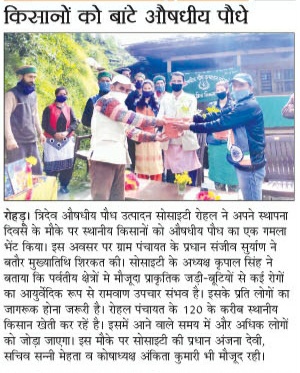 किसानों को बांटे औषधीय पौधे
रोहड़ू। त्रिदेव औषधीय पौध उत्पादन सोसाइटी रोहल ने अपने स्थापना
दिवस के मौके पर स्थानीय किसानों को औषधीय पौध का एक गमला
भेंट किया। इस अवसर पर ग्राम पंचायत के प्रधान संजीव सुर्याण ने
बतौर मुख्यातिथि शिरकत की। सोसाइटी के अध्यक्ष कृपाल सिंह ने
बताया कि पर्वतीय क्षेत्रों मे मौजूद प्राकृतिक जड़ी-बूटियों से कई रोगों
का आयुर्वेदिक रूप से रामवाण उपचार संभव है। इसके प्रति लोगों का
जागरूक होना जरूरी है। रोहल पंचायत के 120 के करीब स्थानीय
किसान खेती कर रहें है। इसमें आने वाले समय में और अधिक लोगों
को जोड़ा जाएगा। इस मौके पर सोसाइटी की प्रधान अंजना देवी,
सचिव सन्नी मेहता व कोषाध्यक्ष अंकिता कुमारी भी मौजूद रही।